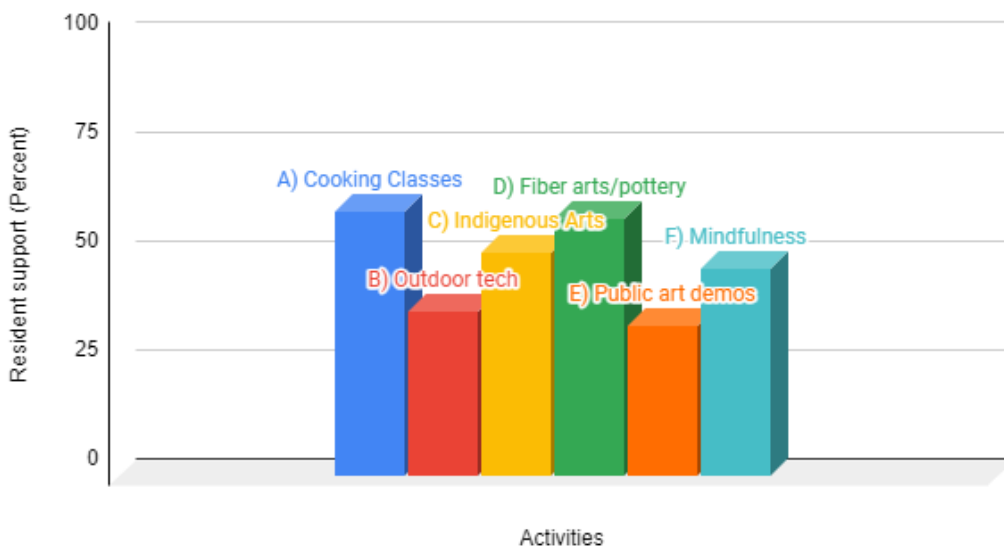 100
75
50
25
0
Resident support (Percent)
A) Cooking Classes
B) Outdoor tech
C) Indigenous Arts
D) Fiber arts/pottery
E) Public art demos
F) Mindfulness
Activities